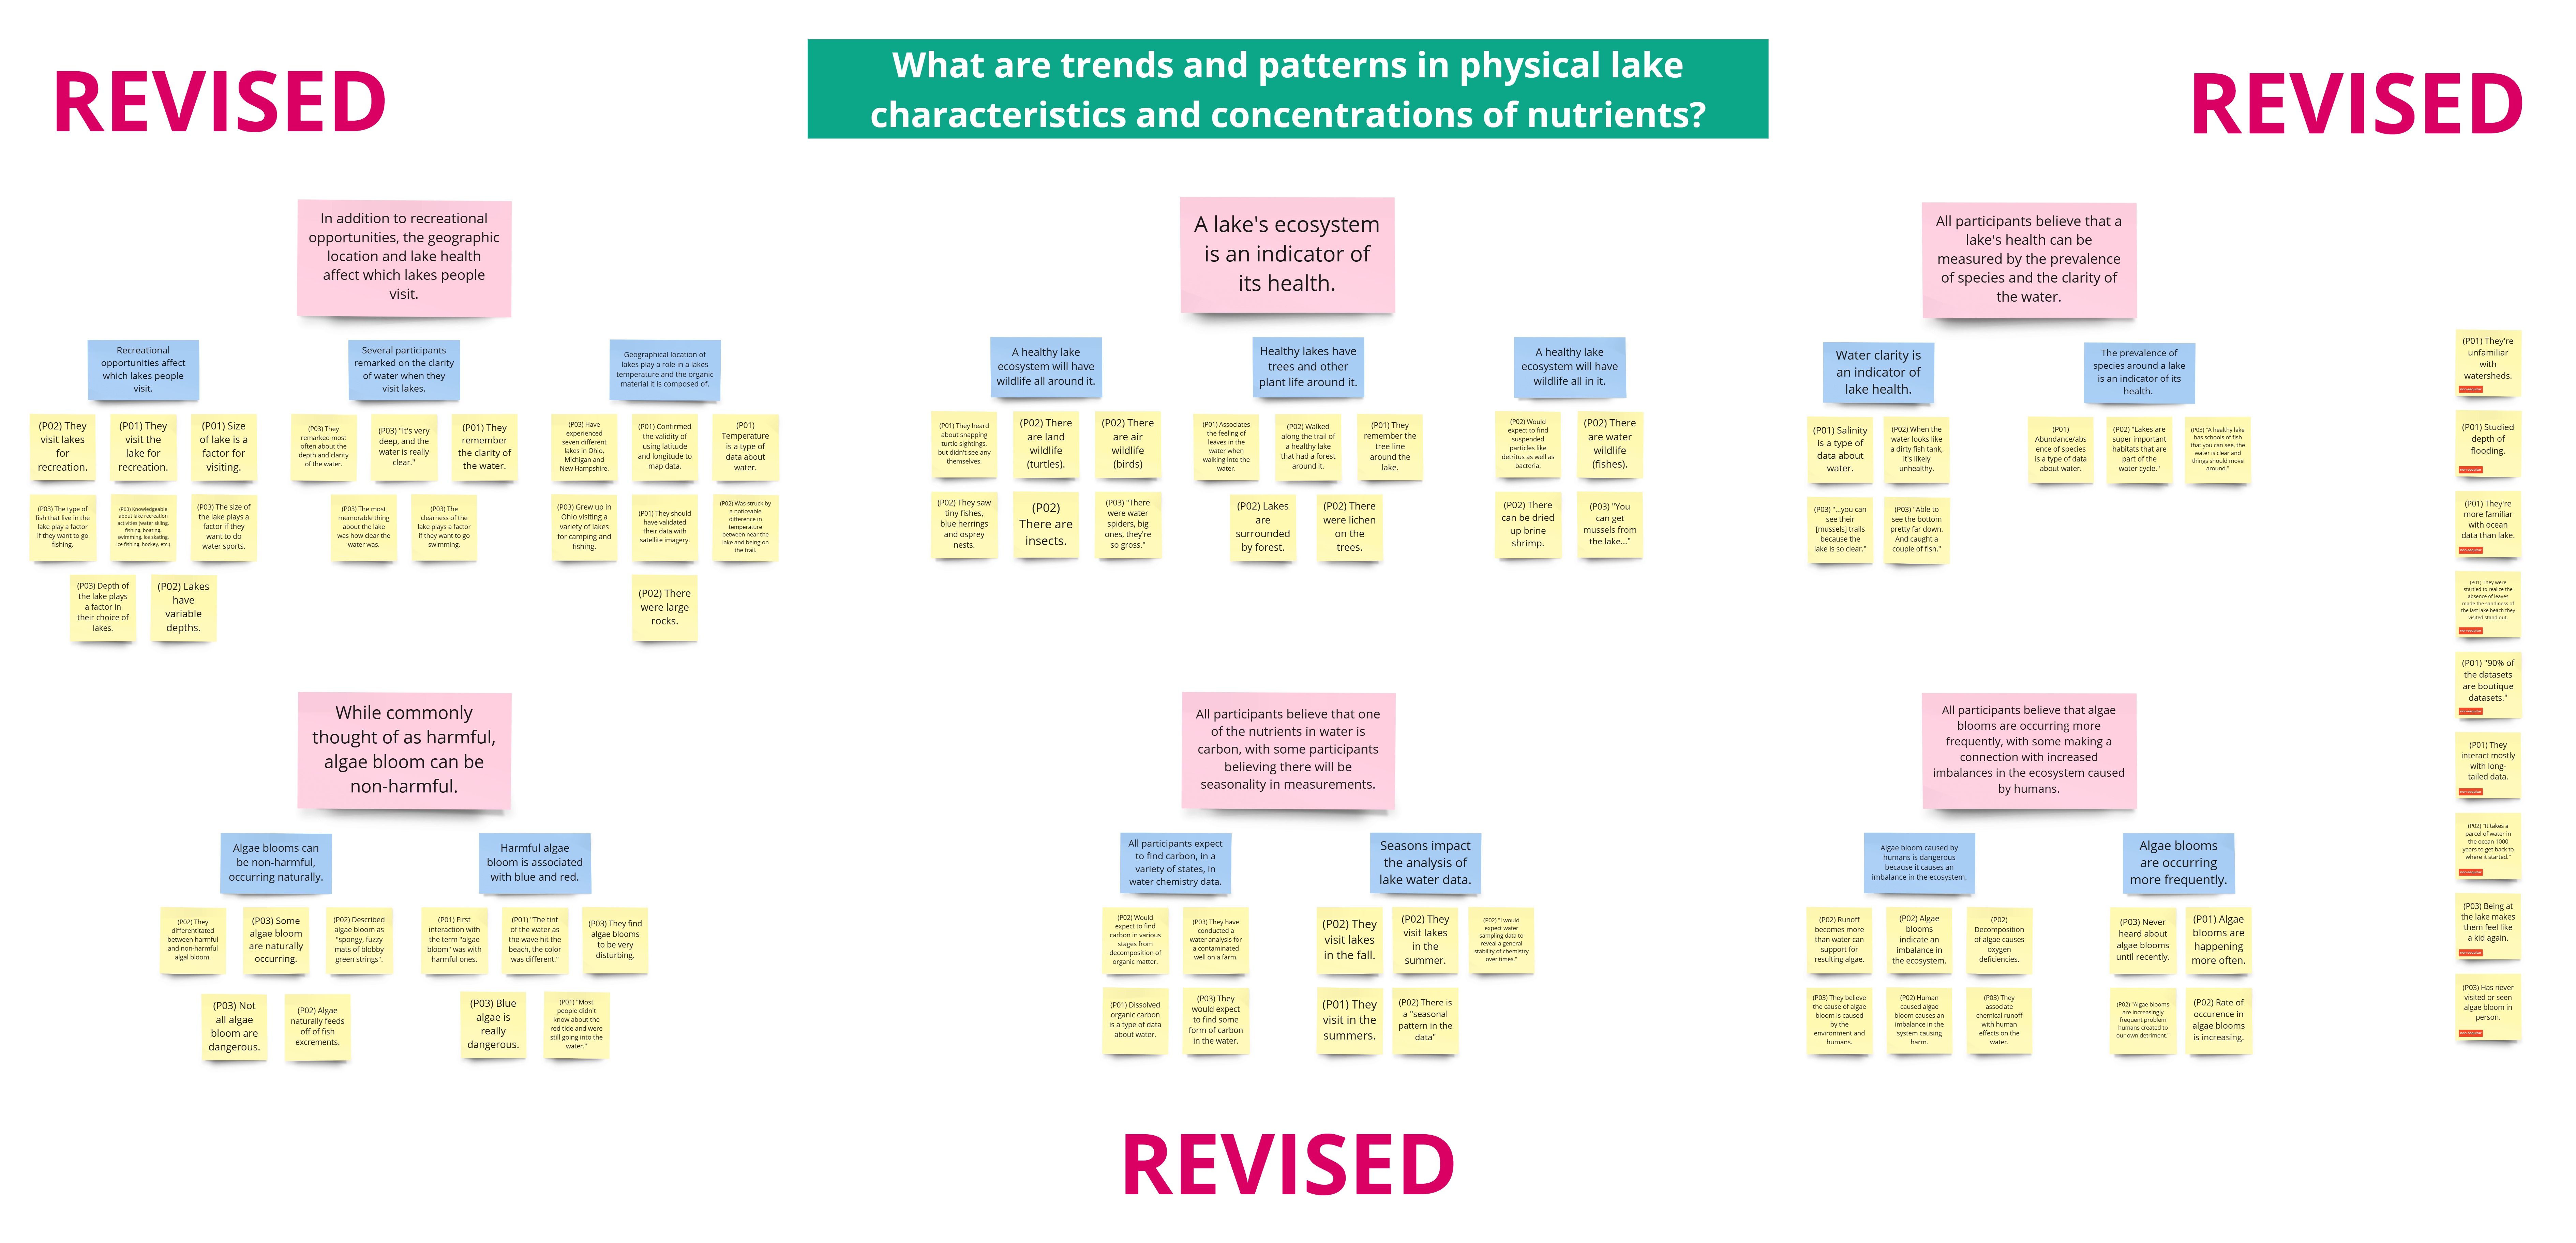 REVISED
What are trends and patterns in physical lake
characteristics and concentrations of nutrients?
REVISED
In addition to recreational
opportunities, the geographic
location and lake health
affect which lakes people
visit.
Recreational
opportunities affect
which lakes people
visit.
(P02) They
visit lakes
for
recreation.
(P01) They
visit the
lake for
recreation.
(P01) Size
of lake is a
factor for
visiting.
(P03) The type of
fish that live in the
lake play a factor
if they want to go
fishing.
(P03) Knowledgeable
about lake recreation
activities (water skiing,
fishing, boating,
swimming, ice skating,
ice fishing, hockey, etc.)
(P03) The size of
the lake plays a
factor if they
want to do
water sports.
(P03) Depth of
the lake plays
a factor in
their choice of
lakes.
(P02) Lakes
have
variable
depths.
Several participants
remarked on the clarity
of water when they
visit lakes.
(P03) They
remarked most
often about the
depth and clarity
of the water.
(P03) "It's very
deep, and the
water is really
clear."
(P01) They
remember
the clarity of
the water.
(P03) The most
memorable thing
about the lake
was how clear the
water was.
(P03) The
clearness of the
lake plays a factor
if they want to go
swimming.
Geographical location of
lakes play a role in a lakes
temperature and the organic
material it is composed of.
(P03) Have
experienced
seven different
lakes in Ohio,
Michigan and
New Hampshire.
(P01) Confirmed
the validity of
using latitude
and longitude to
map data.
(P01)
Temperature
is a type of
data about
water.
(P03) Grew up in
Ohio visiting a
variety of lakes
for camping and
fishing.
(P01) They should
have validated
their data with
satellite imagery.
(P02) Was struck by
a noticeable
difference in
temperature
between near the
lake and being on
the trail.
(P02) There
were large
rocks.
A lake's ecosystem
is an indicator of
its health.
A healthy lake
ecosystem will have
wildlife all around it.
(P01) They heard
about snapping
turtle sightings,
but didn't see any
themselves.
(P02) There
are land
wildlife
(turtles).
(P02) There
are air
wildlife
(birds)
(P02) They saw
tiny fishes,
blue herrings
and osprey
nests.
(P02)
There are
insects.
(P03) "There
were water
spiders, big
ones, they're
so gross."
Healthy lakes have
trees and other
plant life around it.
(P01) Associates
the feeling of
leaves in the
water when
walking into the
water.
(P02) Walked
along the trail of
a healthy lake
that had a forest
around it.
(P01) They
remember the
tree line
around the
lake.
(P02) Lakes
are
surrounded
by forest.
(P02) There
were lichen
on the
trees.
A healthy lake
ecosystem will have
wildlife all in it.
(P02) Would
expect to find
suspended
particles like
detritus as well as
bacteria.
(P02) There
are water
wildlife
(fishes).
(P02) There
can be dried
up brine
shrimp.
(P03) "You
can get
mussels from
the lake..."
All participants believe that a
lake's health can be
measured by the prevalence
of species and the clarity of
the water.
Water clarity is
an indicator of
lake health.
(P01) Salinity
is a type of
data about
water.
(P02) When the
water looks like
a dirty fish tank,
it's likely
unhealthy.
(P03) "...you can
see their
[mussels] trails
because the
lake is so clear."
(P03) "Able to
see the bottom
pretty far down.
And caught a
couple of fish."
The prevalence of
species around a lake
is an indicator of its
health.
(P01)
Abundance/abs
ence of species
is a type of data
about water.
(P02) "Lakes are
super important
habitats that are
part of the
water cycle."
(P03) "A healthy lake
has schools of fish
that you can see, the
water is clear and
things should move
around."
(P01) They're
unfamiliar
with
watersheds.
(P01) Studied
depth of
flooding.
(P01) They're
more familiar
with ocean
data than lake.
(P01) They were
startled to realize the
absence of leaves
made the sandiness of
the last lake beach they
visited stand out.
(P01) "90% of
the datasets
are boutique
datasets."
(P01) They
interact mostly
with long-
tailed data.
(P02) "It takes a
parcel of water in
the ocean 1000
years to get back to
where it started."
(P03) Being at
the lake makes
them feel like
a kid again.
(P03) Has never
visited or seen
algae bloom in
person.
While commonly
thought of as harmful,
algae bloom can be
non-harmful.
Algae blooms can
be non-harmful,
occurring naturally.
(P02) They
differentitated
between harmful
and non-harmful
algal bloom.
(P03) Some
algae bloom
are naturally
occurring.
(P02) Described
algae bloom as
"spongy, fuzzy
mats of blobby
green strings".
(P03) Not
all algae
bloom are
dangerous.
(P02) Algae
naturally feeds
off of fish
excrements.
Harmful algae
bloom is associated
with blue and red.
(P01) First
interaction with
the term "algae
bloom" was with
harmful ones.
(P01) "The tint
of the water as
the wave hit the
beach, the color
was different."
(P03) They find
algae blooms
to be very
disturbing.
(P03) Blue
algae is
really
dangerous.
(P01) "Most
people didn't
know about the
red tide and were
still going into the
water."
All participants believe that one
of the nutrients in water is
carbon, with some participants
believing there will be
seasonality in measurements.
All participants expect
to find carbon, in a
variety of states, in
water chemistry data.
(P02) Would
expect to find
carbon in various
stages from
decomposition of
organic matter.
(P03) They have
conducted a
water analysis for
a contaminated
well on a farm.
(P01) Dissolved
organic carbon
is a type of data
about water.
(P03) They
would expect
to find some
form of carbon
in the water.
Seasons impact
the analysis of
lake water data.
(P02) They
visit lakes
in the fall.
(P02) They
visit lakes
in the
summer.
(P02) "I would
expect water
sampling data to
reveal a general
stability of chemistry
over times."
(P01) They
visit in the
summers.
(P02) There is
a "seasonal
pattern in the
data"
All participants believe that algae
blooms are occurring more
frequently, with some making a
connection with increased
imbalances in the ecosystem caused
by humans.
Algae bloom caused by
humans is dangerous
because it causes an
imbalance in the ecosystem.
(P02) Runoff
becomes more
than water can
support for
resulting algae.
(P02) Algae
blooms
indicate an
imbalance in
the ecosystem.
(P02)
Decomposition
of algae causes
oxygen
deficiencies.
(P03) They believe
the cause of algae
bloom is caused
by the
environment and
humans.
(P02) Human
caused algae
bloom causes an
imbalance in the
system causing
harm.
(P03) They
associate
chemical runoff
with human
effects on the
water.
Algae blooms
are occurring
more frequently.
(P03) Never
heard about
algae blooms
until recently.
(P01) Algae
blooms are
happening
more often.
(P02) "Algae blooms
are increasingly
frequent problem
humans created to
our own detriment."
(P02) Rate of
occurence in
algae blooms
is increasing.
REVISED